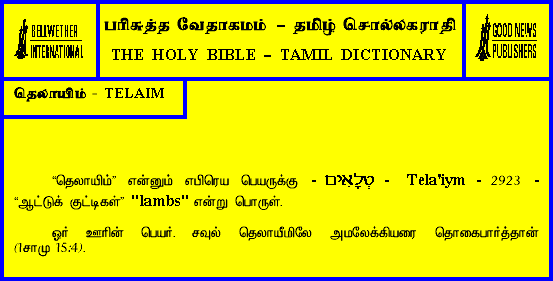 BELLWETHER
INTERNATIONAL
பரிசுத்த வேதாகமம் – தமிழ் சொல்லகராதி
THE HOLY BIBLE – TAMIL DICTIONARY
GOOD NEWS
PUBLISHERS
தெலாயிம் - TELAIM
“தெலாயிம்” என்னும் எபிரெய பெயருக்கு - טְלָאִים - Tela'iym - 2923 -
“ஆட்டுக் குட்டிகள்” "lambs" என்று பொருள்.
ஓர் ஊரின் பெயர். சவுல் தெலாயீமிலே அமலேக்கியரை தொகைபார்த்தான்
(1சாமு 15:4).